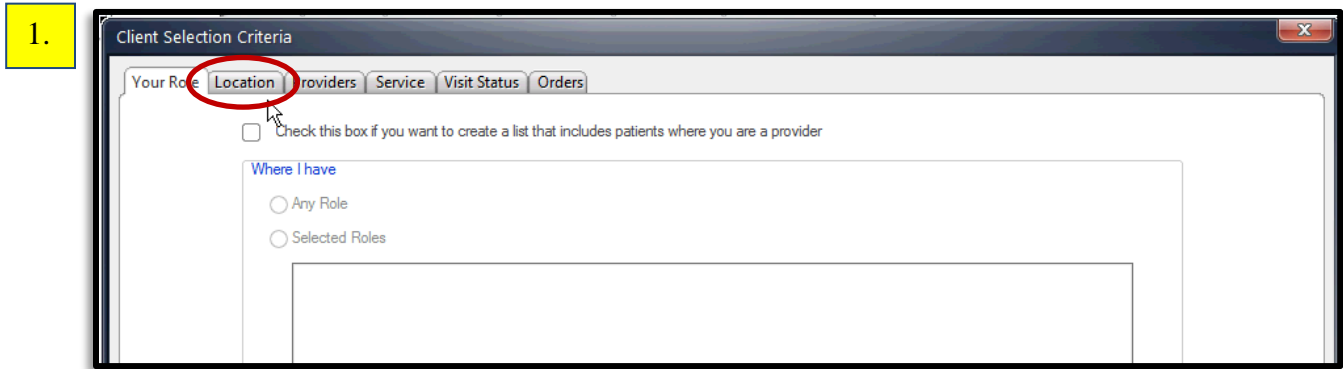 1.
Client Selection Criteria
Your Role Location Providers Service Visit Status Orders
Check this box if you want to create a list that includes patients where you are a provider
Where I have
Any Role
Selected Roles